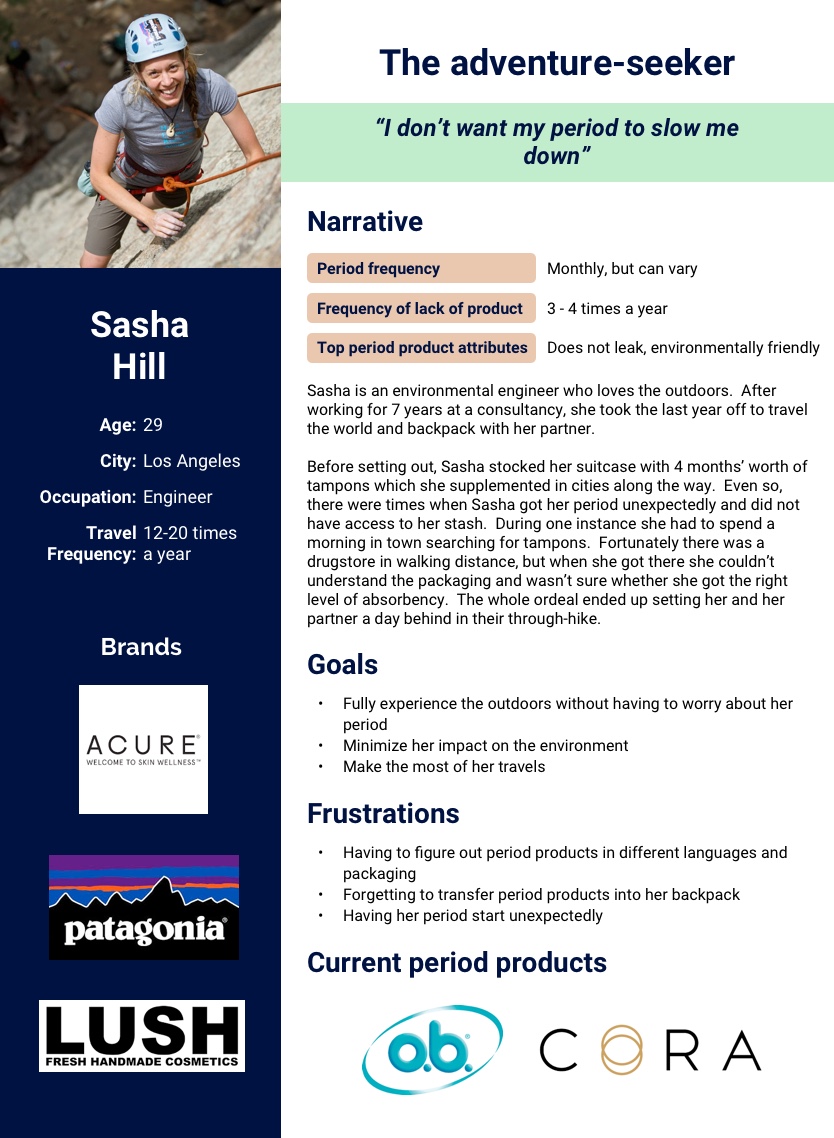 The adventure-seeker
“I don’t want my period to slow me
down”
Sasha
Hill
Age: 29
City: Los Angeles
Occupation: Engineer
Travel 12-20 times
Frequency: a year
Brands
ACURE®
WELCOME TO SKIN WELLNESS™
patagonia®
LUSH
FRESH HANDMADE COSMETICS
Narrative
Period frequency Monthly, but can vary
Frequency of lack of product 3 - 4 times a year
Top period product attributes Does not leak, environmentally friendly
Sasha is an environmental engineer who loves the outdoors. After
working for 7 years at a consultancy, she took the last year off to travel
the world and backpack with her partner.
Before setting out, Sasha stocked her suitcase with 4 months’ worth of
tampons which she supplemented in cities along the way. Even so,
there were times when Sasha got her period unexpectedly and did not
have access to her stash. During one instance she had to spend a
morning in town searching for tampons. Fortunately there was a
drugstore in walking distance, but when she got there she couldn’t
understand the packaging and wasn’t sure whether she got the right
level of absorbency. The whole ordeal ended up setting her and her
partner a day behind in their through-hike.
Goals
• Fully experience the outdoors without having to worry about her
period
• Minimize her impact on the environment
• Make the most of her travels
Frustrations
• Having to figure out period products in different languages and
packaging
• Forgetting to transfer period products into her backpack
• Having her period start unexpectedly
Current period products
o.b.
CORA